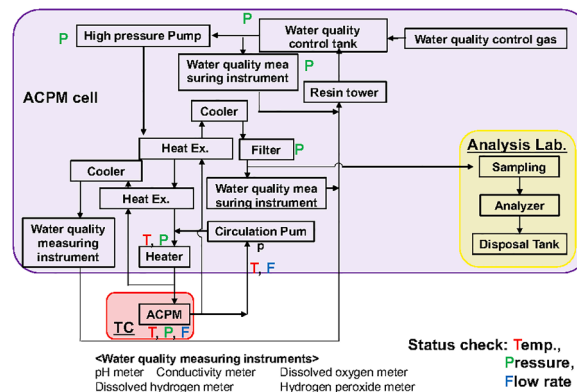 P
High pressure Pump
P
Water quality
control tank
Water quality control gas
P
Water quality mea
suring instrument
Resin tower
ACPM cell
Cooler
Heat Ex.
Filter
P
Analysis Lab.
Sampling
Cooler
Heat Ex.
Water quality mea
suring instrument
Analyzer
Water quality
measuring
instrument
Circulation Pum
p
T, P
Disposal Tank
Heater
T, F
ACPM
TC
T, P, F
Status check: Temp.,
Pressure,
Flow rate
<Water quality measuring instruments>
pH meter Conductivity meter Dissolved oxygen meter
Dissolved hydrogen meter Hydrogen peroxide meter